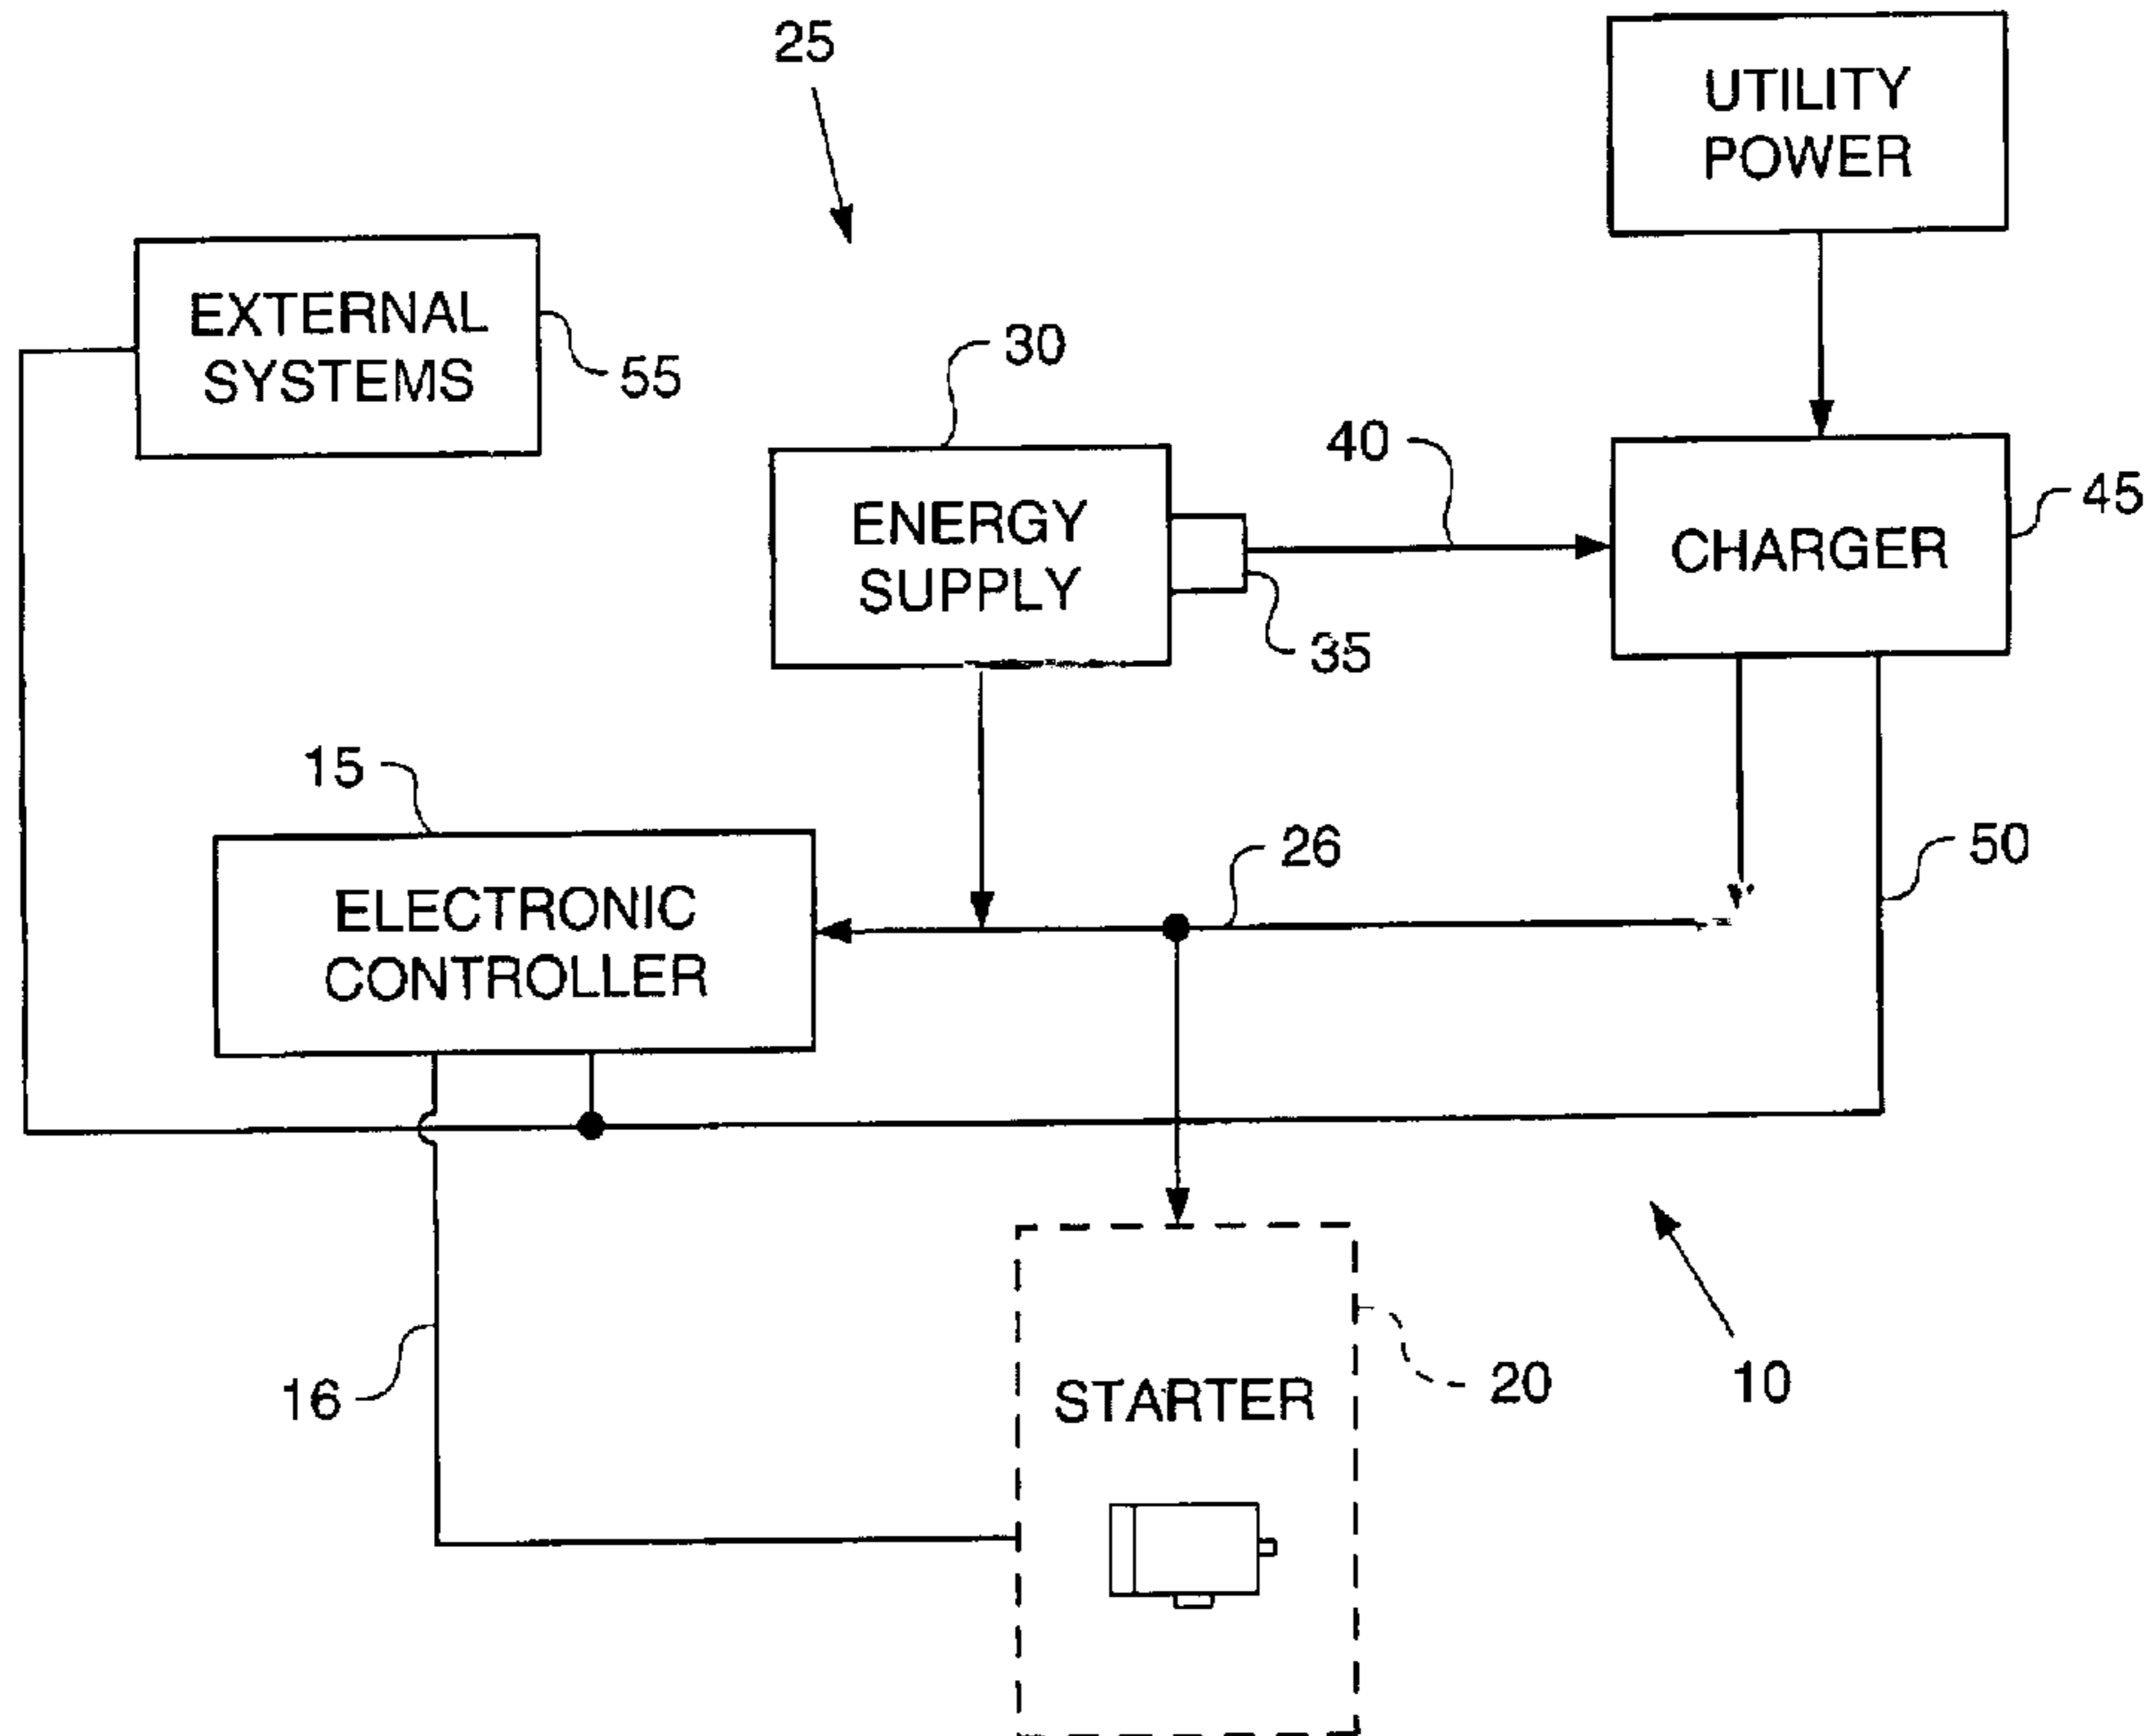 25
UTILITY
POWER
EXTERNAL
SYSTEMS
55
30
40
ENERGY
SUPPLY
CHARGER
45
35
15
26
50
ELECTRONIC
CONTROLLER
16
STARTER
20
10